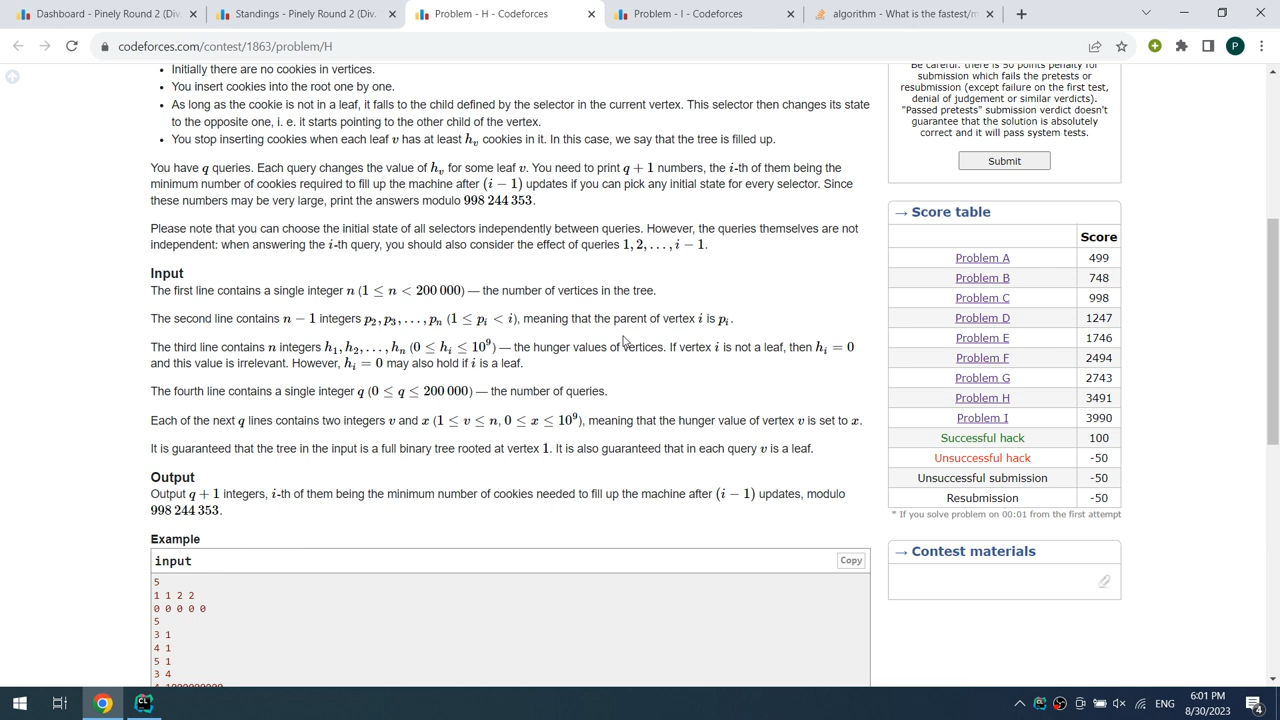 Dashboard - Pinely Round 2 (Div.
Standings - Pinely Round 2 (Div.
Problem - H - Codeforces
Problem - I - Codeforces
algorithm - What is the fastest/m
codeforces.com/contest/1863/problem/H
P
Initially there are no cookies in vertices.
You insert cookies into the root one by one.
As long as the cookie is not in a leaf, it falls to the child defined by the selector in the current vertex. This selector then changes its state
to the opposite one, i. e. it starts pointing to the other child of the vertex.
You stop inserting cookies when each leaf v has at least h_v cookies in it. In this case, we say that the tree is filled up.
You have q queries. Each query changes the value of h_v for some leaf v. You need to print q + 1 numbers, the i-th of them being the
minimum number of cookies required to fill up the machine after (i − 1) updates if you can pick any initial state for every selector. Since
these numbers may be very large, print the answers modulo 998 244 353.
Please note that you can choose the initial state of all selectors independently between queries. However, the queries themselves are not
independent: when answering the i-th query, you should also consider the effect of queries 1, 2, . . . , i − 1.
Input
The first line contains a single integer n (1 ≤ n < 200 000) — the number of vertices in the tree.
The second line contains n − 1 integers p_2, p_3, . . . , p_n (1 ≤ p_i < i), meaning that the parent of vertex i is p_i.
The third line contains n integers h_1, h_2, . . . , h_n (0 ≤ h_i ≤ 10^9) — the hunger values of vertices. If vertex i is not a leaf, then h_i = 0
and this value is irrelevant. However, h_i = 0 may also hold if i is a leaf.
The fourth line contains a single integer q (0 ≤ q ≤ 200 000) — the number of queries.
Each of the next q lines contains two integers v and x (1 ≤ v ≤ n, 0 ≤ x ≤ 10^9), meaning that the hunger value of vertex v is set to x.
It is guaranteed that the tree in the input is a full binary tree rooted at vertex 1. It is also guaranteed that in each query v is a leaf.
Output
Output q + 1 integers, i-th of them being the minimum number of cookies needed to fill up the machine after (i − 1) updates, modulo
998 244 353.
Example
input
Copy
5
1 1 2 2
0 0 0 0 0
5
3 1
4 1
5 1
3 4
Be careful: there is 50 points penalty for
submission which fails the pretests or
resubmission (except failure on the first test,
denial of judgement or similar verdicts).
"Passed pretests" submission verdict doesn't
guarantee that the solution is absolutely
correct and it will pass system tests.
Submit
→ Score table
Score
Problem A 499
Problem B 748
Problem C 998
Problem D 1247
Problem E 1746
Problem F 2494
Problem G 2743
Problem H 3491
Problem I 3990
Successful hack 100
Unsuccessful hack -50
Unsuccessful submission -50
Resubmission -50
* If you solve problem on 00:01 from the first attempt
→ Contest materials
CL
ENG
6:01 PM
8/30/2023
4